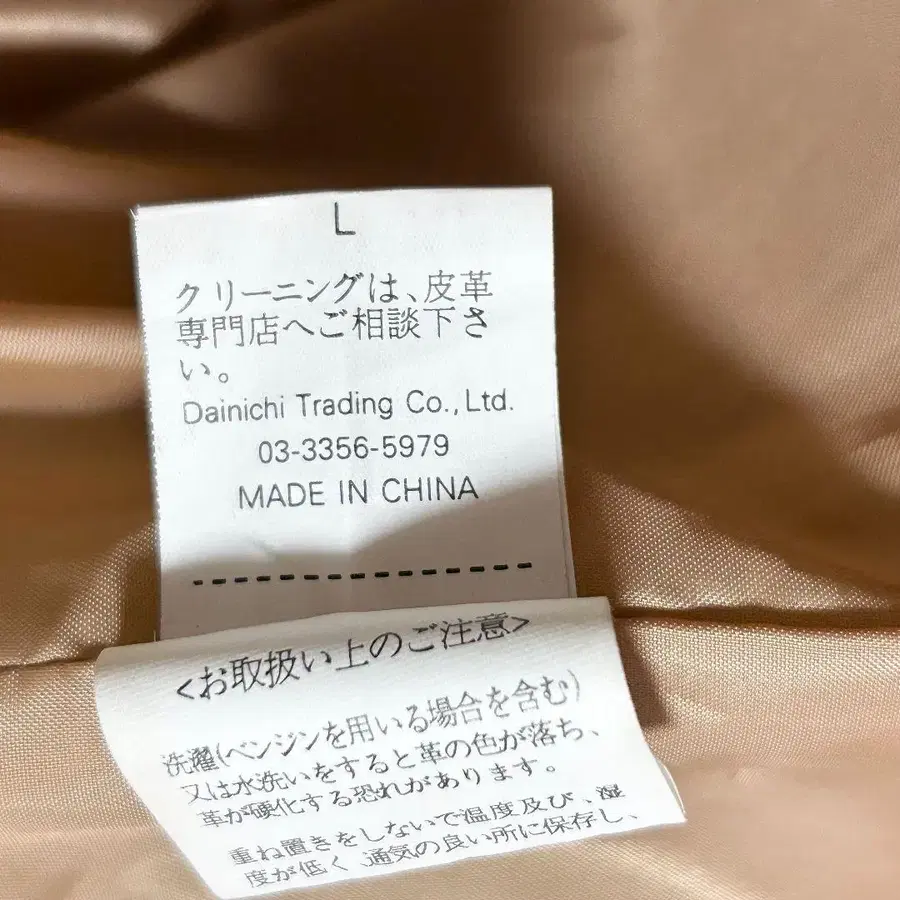 L
クリーニングは、皮革
専門店へご相談下さ
い。
Dainichi Trading Co., Ltd.
03-3356-5979
MADE IN CHINA
<お取扱い上のご注意>
洗濯(ベンジンを用いる場合を含む)
又は水洗いをすると革の色が落ち、
革が硬化する恐れがあります。
重ね置きをしないで温度及び、湿
度が低く、通気の良い所に保存し、